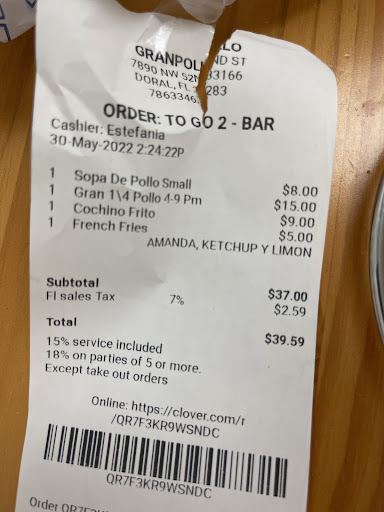 GRANPOL LO
7890 NW 52N ND ST
DORAL, FL 33166
78633463 283
ORDER: TO GO 2 - BAR
Cashier: Estefania
30-May-2022 2:24:22P
1 Sopa De Pollo Small $8.00
1 Gran 1\4 Pollo 4-9 Pm $15.00
1 Cochino Frito $9.00
1 French Fries $5.00
AMANDA, KETCHUP Y LIMON
Subtotal $37.00
Fl sales Tax 7% $2.59
Total $39.59
15% service included
18% on parties of 5 or more.
Except take out orders
Online: https://clover.com/r
/QR7F3KR9WSNDC
QR7F3KR9WSNDC
Order